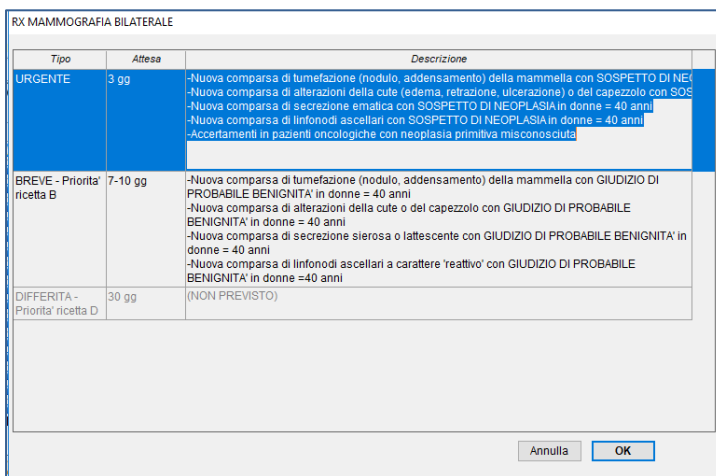 RX MAMMOGRAFIA BILATERALE
Tipo Attesa Descrizione
URGENTE 3 gg -Nuova comparsa di tumefazione (nodulo, addensamento) della mammella con SOSPETTO DI NEO
-Nuova comparsa di alterazioni della cute (edema, retrazione, ulcerazione) o del capezzolo con SOS
-Nuova comparsa di secrezione ematica con SOSPETTO DI NEOPLASIA in donne = 40 anni
-Nuova comparsa di linfonodi ascellari con SOSPETTO DI NEOPLASIA in donne = 40 anni
-Accertamenti in pazienti oncologiche con neoplasia primitiva misconosciuta
BREVE - Priorita' 7-10 gg -Nuova comparsa di tumefazione (nodulo, addensamento) della mammella con GIUDIZIO DI
ricetta B PROBABILE BENIGNITA' in donne = 40 anni
-Nuova comparsa di alterazioni della cute o del capezzolo con GIUDIZIO DI PROBABILE
BENIGNITA' in donne = 40 anni
-Nuova comparsa di secrezione sierosa o lattescente con GIUDIZIO DI PROBABILE BENIGNITA' in
donne = 40 anni
-Nuova comparsa di linfonodi ascellari a carattere 'reattivo' con GIUDIZIO DI PROBABILE
BENIGNITA' in donne =40 anni
DIFFERITA - 30 gg (NON PREVISTO)
Priorita' ricetta D
Annulla OK